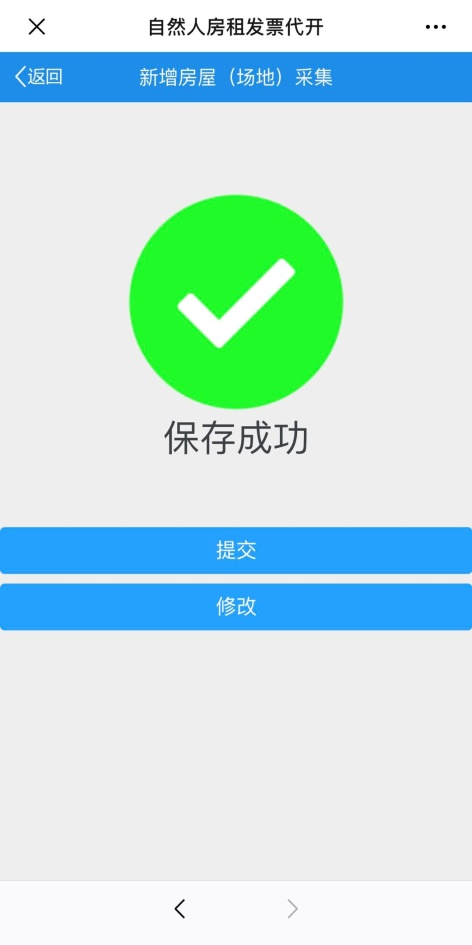 自然人房租发票代开
返回
新增房屋（场地）采集
保存成功
提交
修改